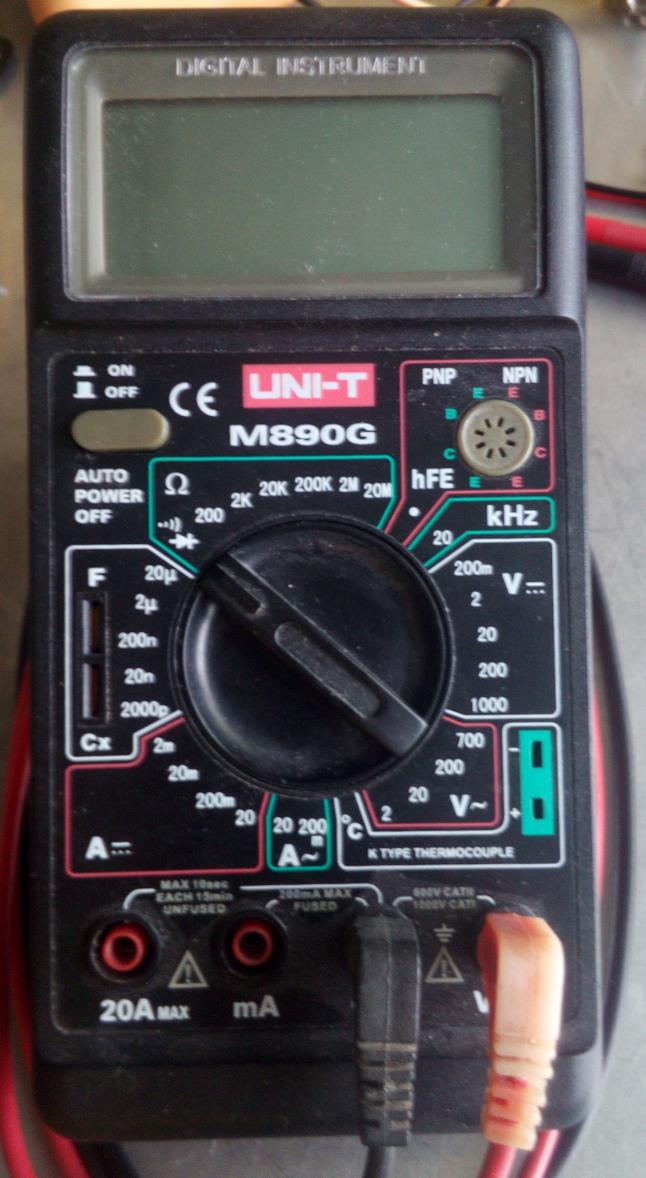 DIGITAL INSTRUMENT
ON
OFF
CE
UNI-T
M890G
AUTO
POWER
OFF
PNP NPN
E E
B B
C C
E E
hFE
kHz
20
Ω
200 2K 20K 200K 2M 20M
F
20μ
2μ
200n
20n
2000p
Cx
200m
V
2
20
200
1000
2m
20m
200m
20
A
20 200
m
A~
700
200
20
2
V~
-
+
°C
K TYPE THERMOCOUPLE
MAX 10sec
EACH 15min
UNFUSED
200mA MAX
FUSED
600V CATII
1000V CATI
20A MAX
mA
V